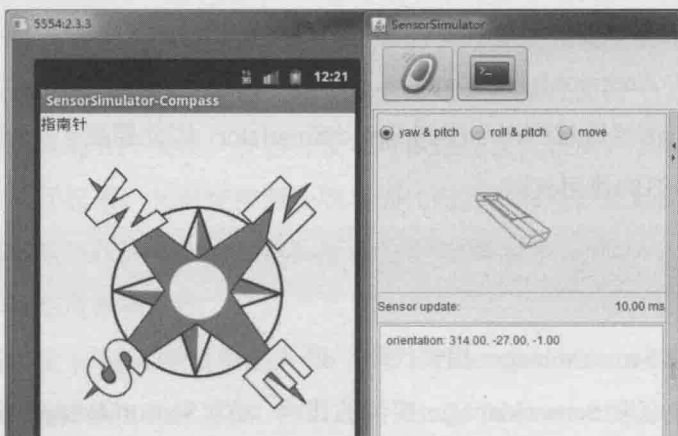 5554:2.3.3
12:21
SensorSimulator-Compass
指南针
W
N
S
E
SensorSimulator
yaw & pitch
roll & pitch
move
Sensor update:
10.00 ms
orientation: 314.00, -27.00, -1.00